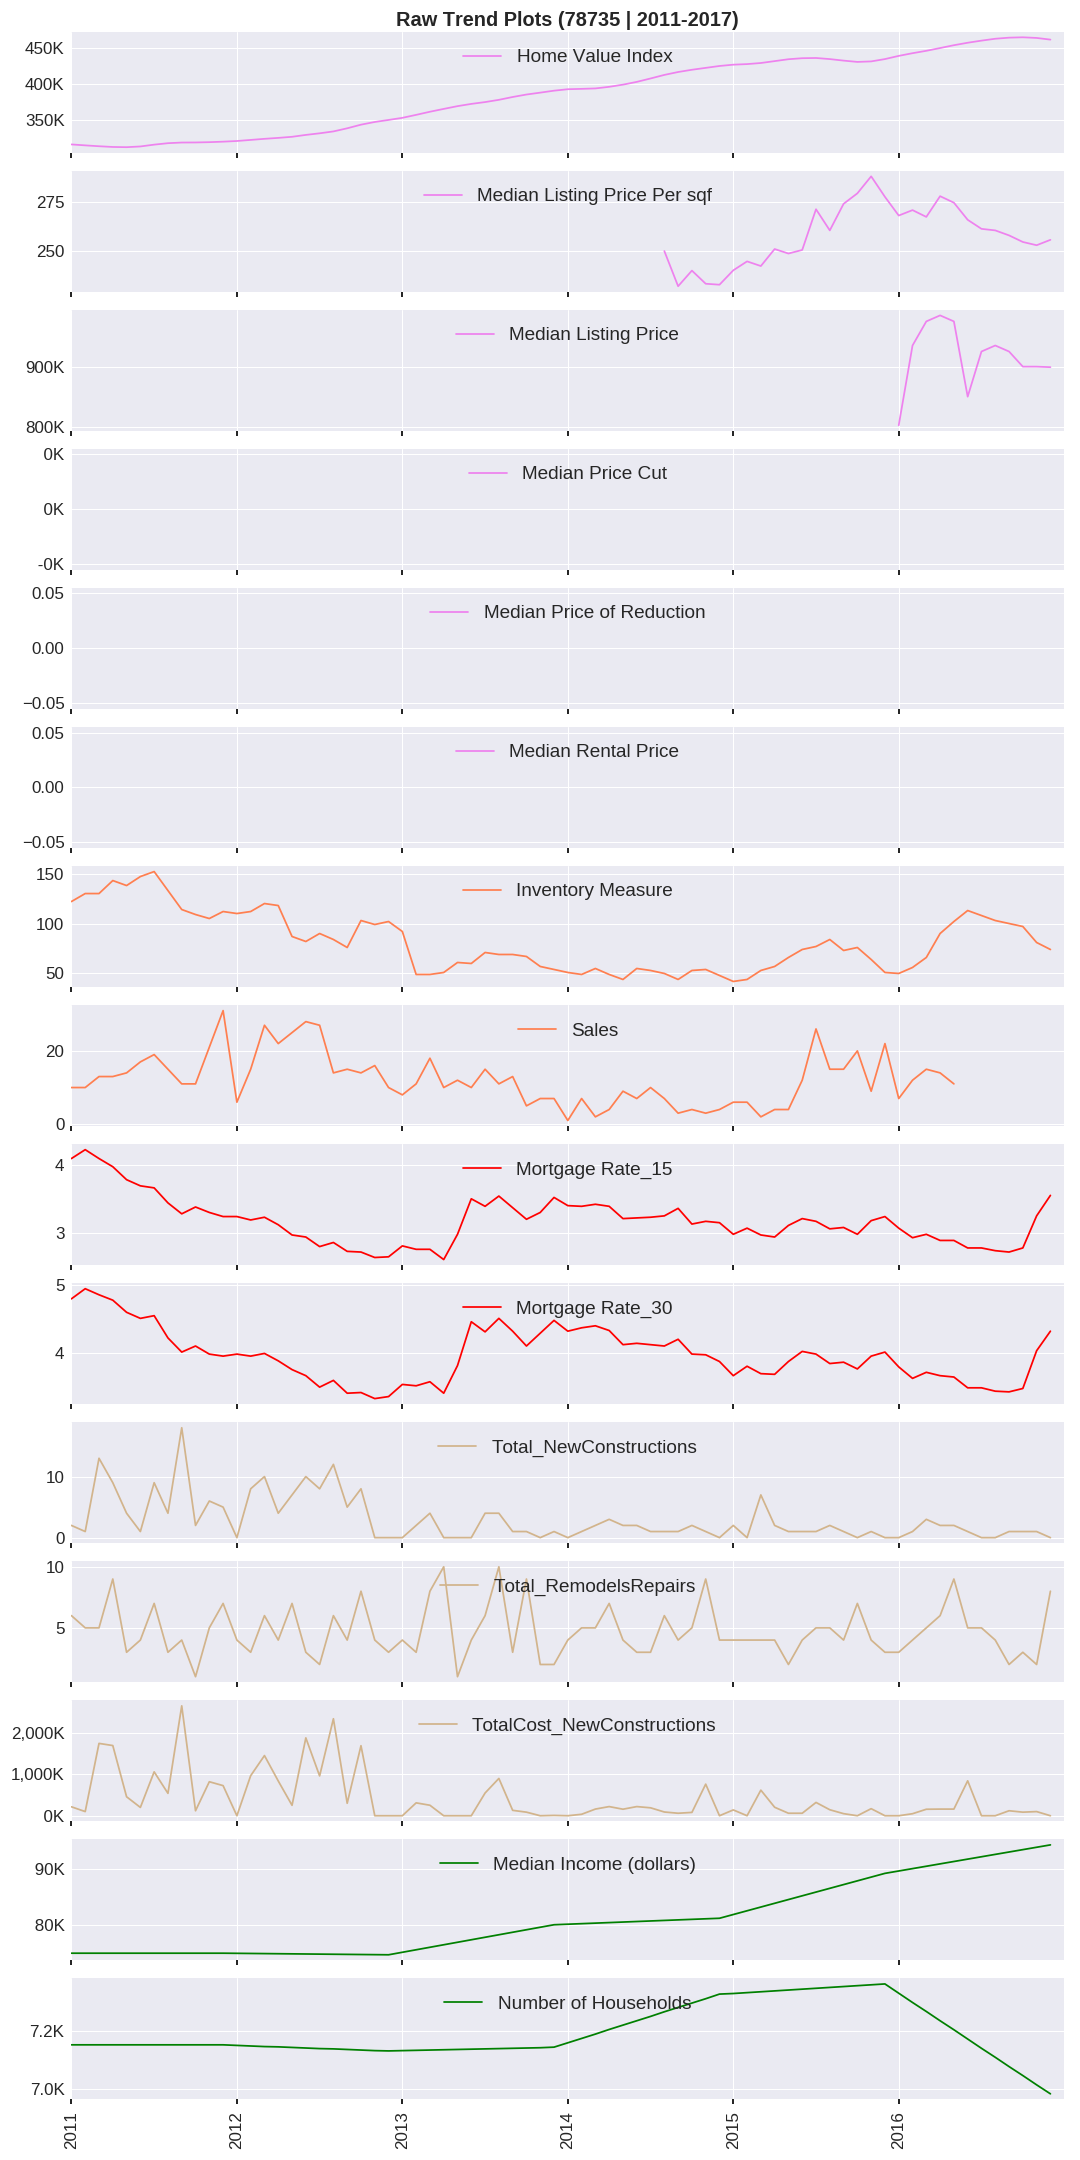 Raw Trend Plots (78735 | 2011-2017)
450K
400K
350K
Home Value Index
275
250
Median Listing Price Per sqf
900K
800K
Median Listing Price
0K
0K
-0K
Median Price Cut
0.05
0.00
−0.05
Median Price of Reduction
0.05
0.00
−0.05
Median Rental Price
150
100
50
Inventory Measure
20
0
Sales
4
3
Mortgage Rate_15
5
4
Mortgage Rate_30
10
0
Total_NewConstructions
10
5
Total_RemodelsRepairs
2,000K
1,000K
0K
TotalCost_NewConstructions
90K
80K
Median Income (dollars)
7.2K
7.0K
Number of Households
2011
2012
2013
2014
2015
2016